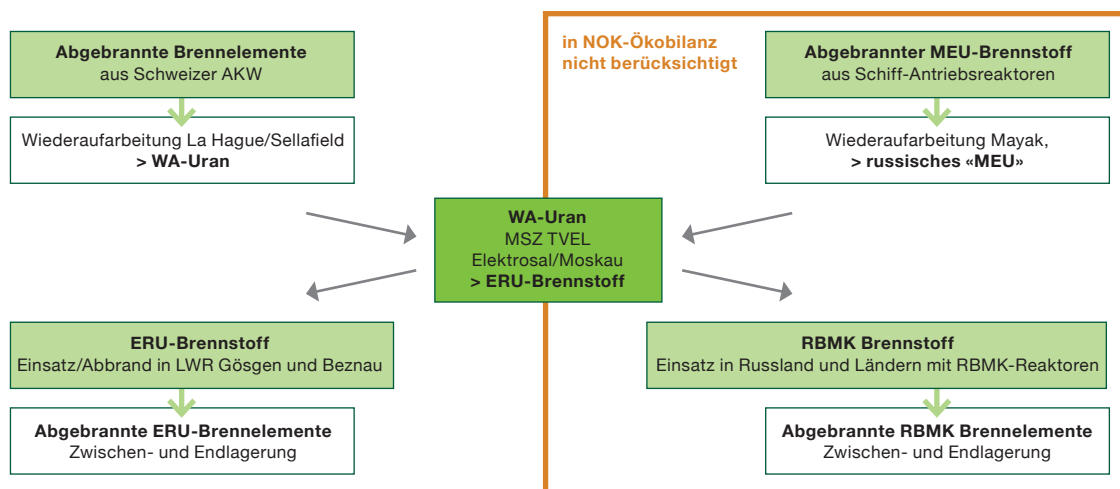 Abgebrannte Brennelemente
aus Schweizer AKW
Wiederaufarbeitung La Hague/Sellafield
> WA-Uran
in NOK-Ökobilanz
nicht berücksichtigt
Abgebrannter MEU-Brennstoff
aus Schiff-Antriebsreaktoren
Wiederaufarbeitung Mayak,
> russisches «MEU»
WA-Uran
MSZ TVEL
Elektrosal/Moskau
> ERU-Brennstoff
ERU-Brennstoff
Einsatz/Abbrand in LWR Gösgen und Beznau
Abgebrannte ERU-Brennelemente
Zwischen- und Endlagerung
RBMK Brennstoff
Einsatz in Russland und Ländern mit RBMK-Reaktoren
Abgebrannte RBMK Brennelemente
Zwischen- und Endlagerung